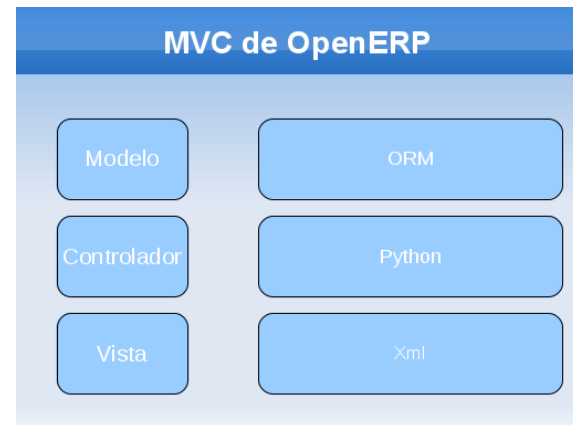 MVC de OpenERP
Modelo
ORM
Controlador
Python
Vista
Xml